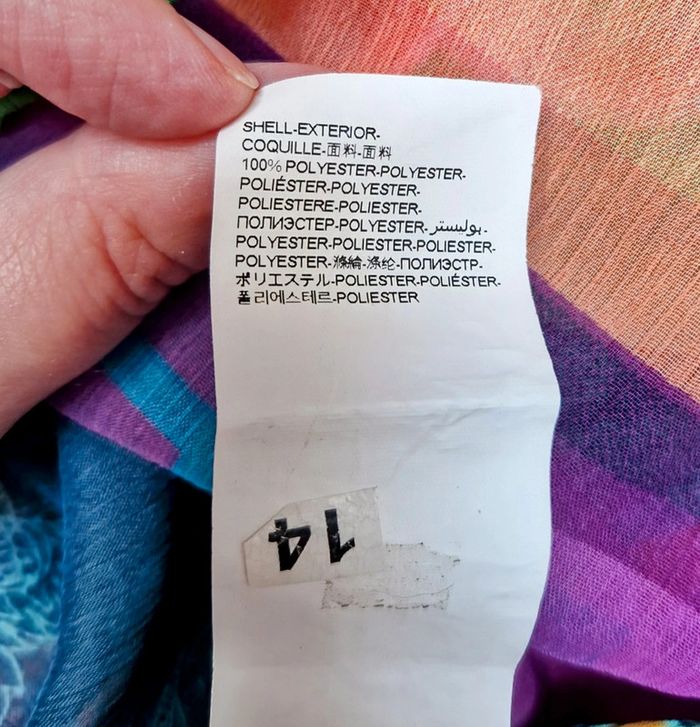 SHELL-EXTERIOR-
COQUILLE-面料-面料
100% POLYESTER-POLYESTER-
POLIÉSTER-POLYESTER-
POLIESTERE-POLIESTER-
ПОЛИЭСТЕР-POLYESTER-بوليستر-
POLYESTER-POLIESTER-POLIESTER-
POLYESTER-滌綸-涤纶-ПОЛИЭСТР-
ポリエステル-POLIESTER-POLIÉSTER-
폴리에스테르-POLIESTER
14